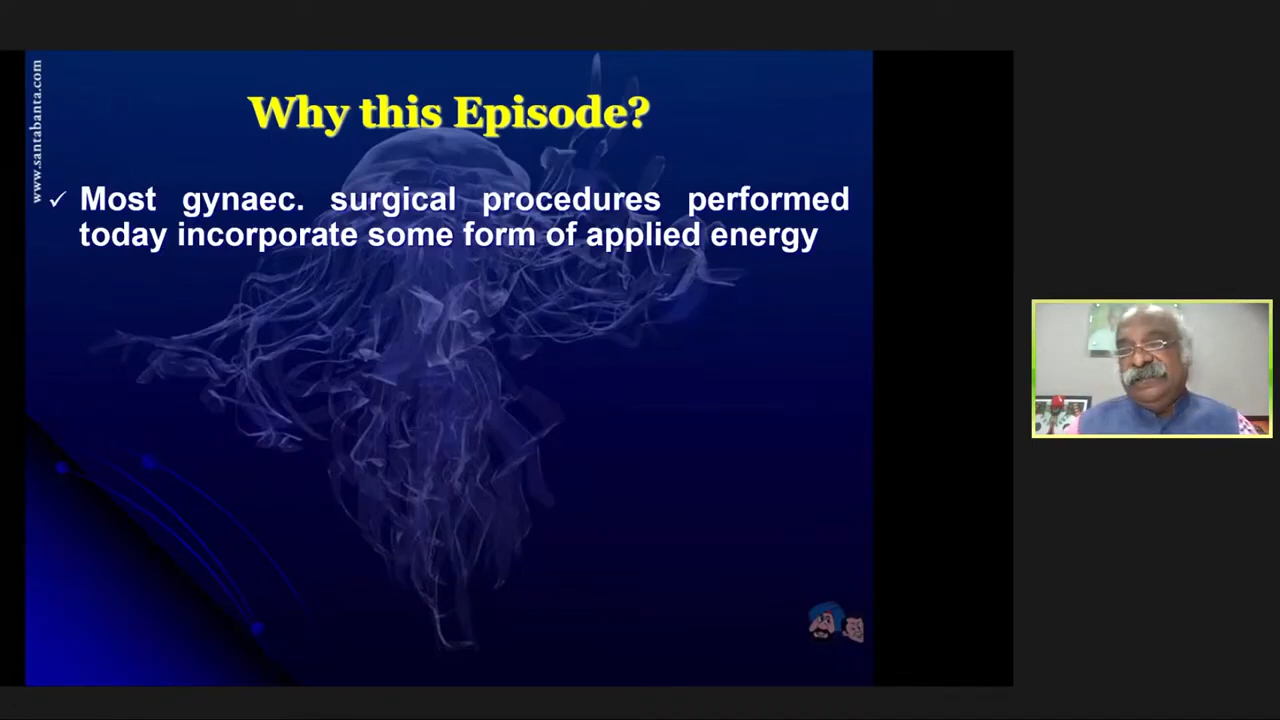 www.santabanta.com
Why this Episode?
✓ Most gynaec. surgical procedures performed
today incorporate some form of applied energy